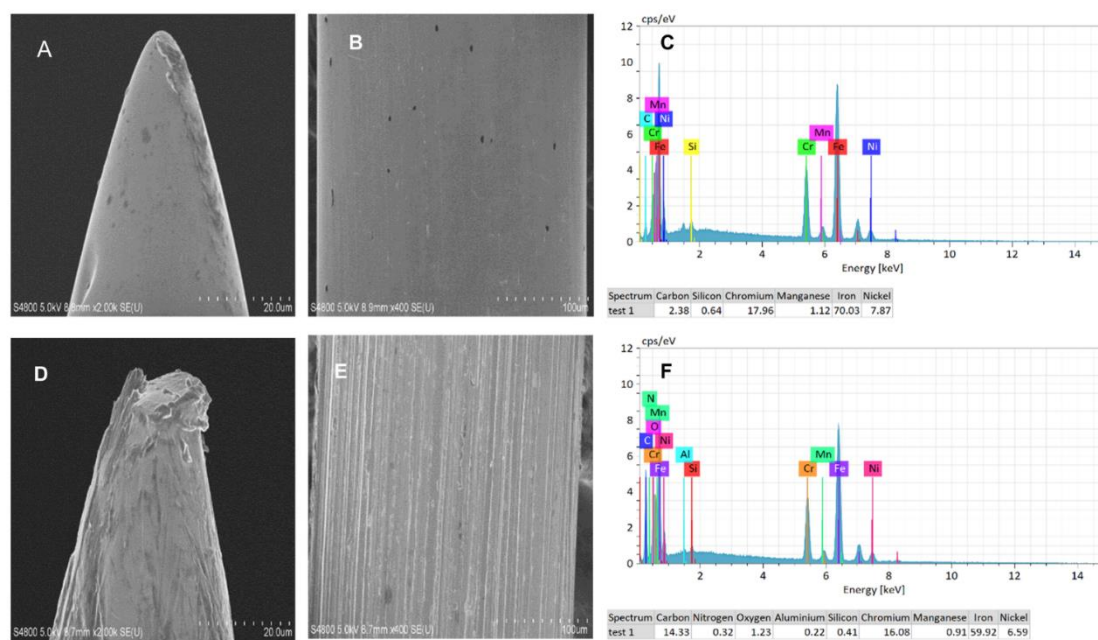 A
S4800 5.0kV 8.8mm x2.00k SE(U)
20.0um
B
S4800 5.0kV 8.9mm x400 SE(U)
100um
cps/eV
C
12
10
8
6
4
2
0
Mn
C
Ni
Cr
Fe
Si
Cr
Mn
Fe
Ni
2
4
6
8
10
12
14
Energy [keV]
Spectrum Carbon Silicon Chromium Manganese Iron Nickel
test 1 2.38 0.64 17.96 1.12 70.03 7.87
D
S4800 5.0kV 8.7mm x2.00k SE(U)
20.0um
E
S4800 5.0kV 8.7mm x400 SE(U)
100um
cps/eV
F
12
10
8
6
4
2
0
N
Mn
O
C
Ni
Cr
Fe
Al
Si
Cr
Mn
Fe
Ni
2
4
6
8
10
12
14
Energy [keV]
Spectrum Carbon Nitrogen Oxygen Aluminium Silicon Chromium Manganese Iron Nickel
test 1 14.33 0.32 1.23 0.22 0.41 16.08 0.91 59.92 6.59